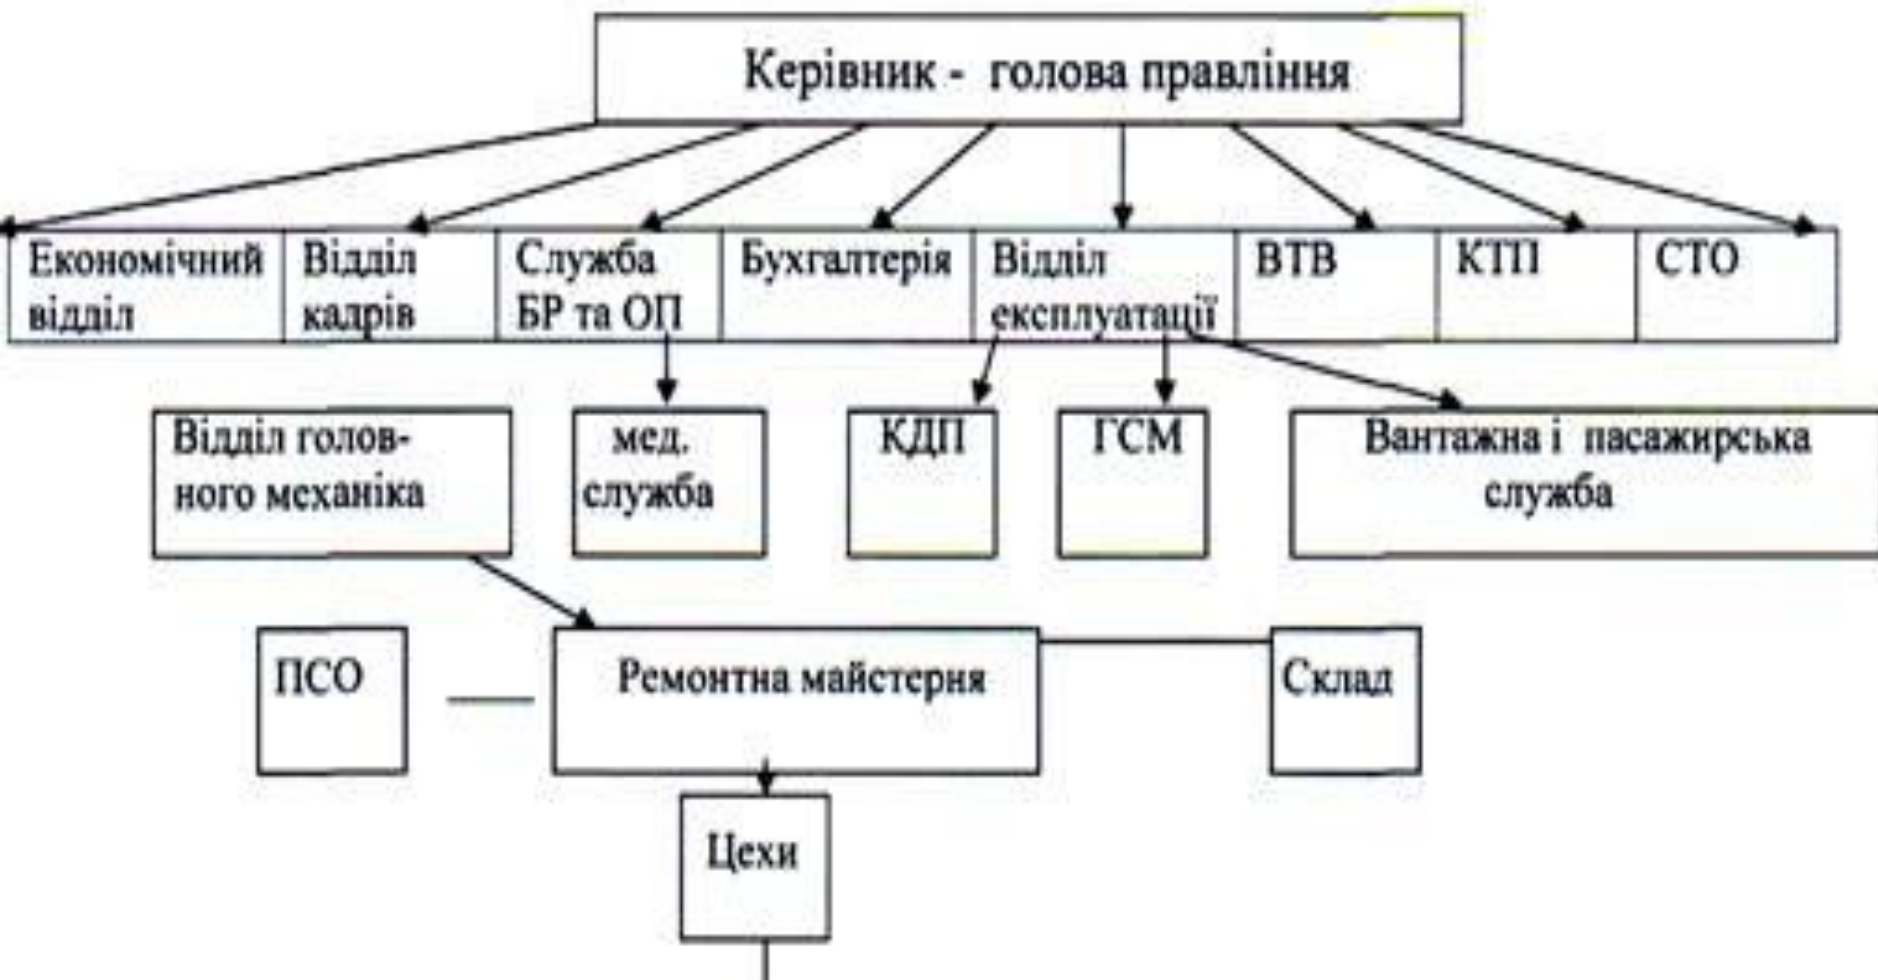 Керівник - голова правління
Економічний відділ
Відділ кадрів
Служба БР та ОП
Бухгалтерія
Відділ експлуатації
ВТВ
КТП
СТО
Відділ голов-
ного механіка
мед.
служба
КДП
ГСМ
Вантажна і пасажирська
служба
ПСО
Ремонтна майстерня
Склад
Цехи